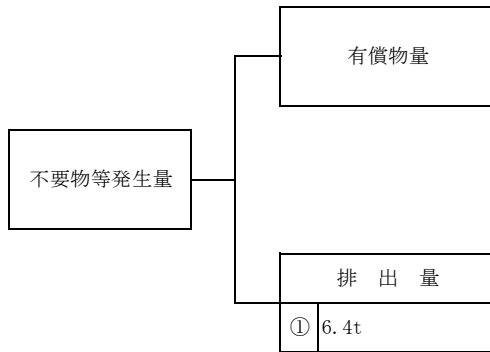 有償物量
不要物等発生量
排 出 量
① 6.4t